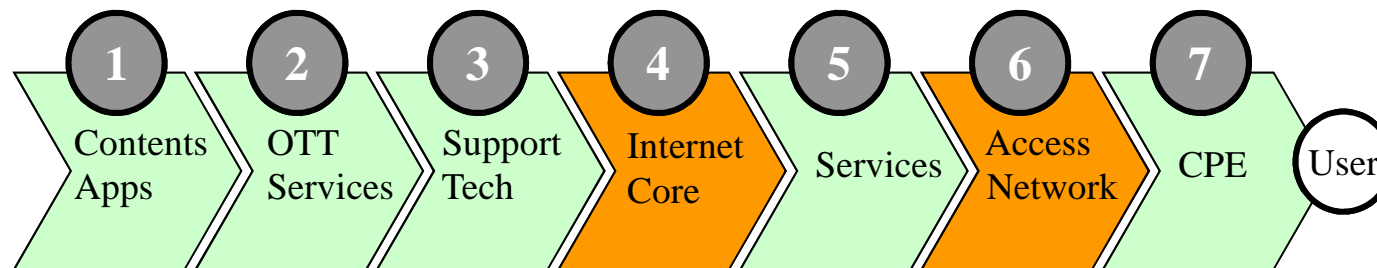 1
2
3
4
5
6
7
Contents
Apps
OTT
Services
Support
Tech
Internet
Core
Services
Access
Network
CPE
User